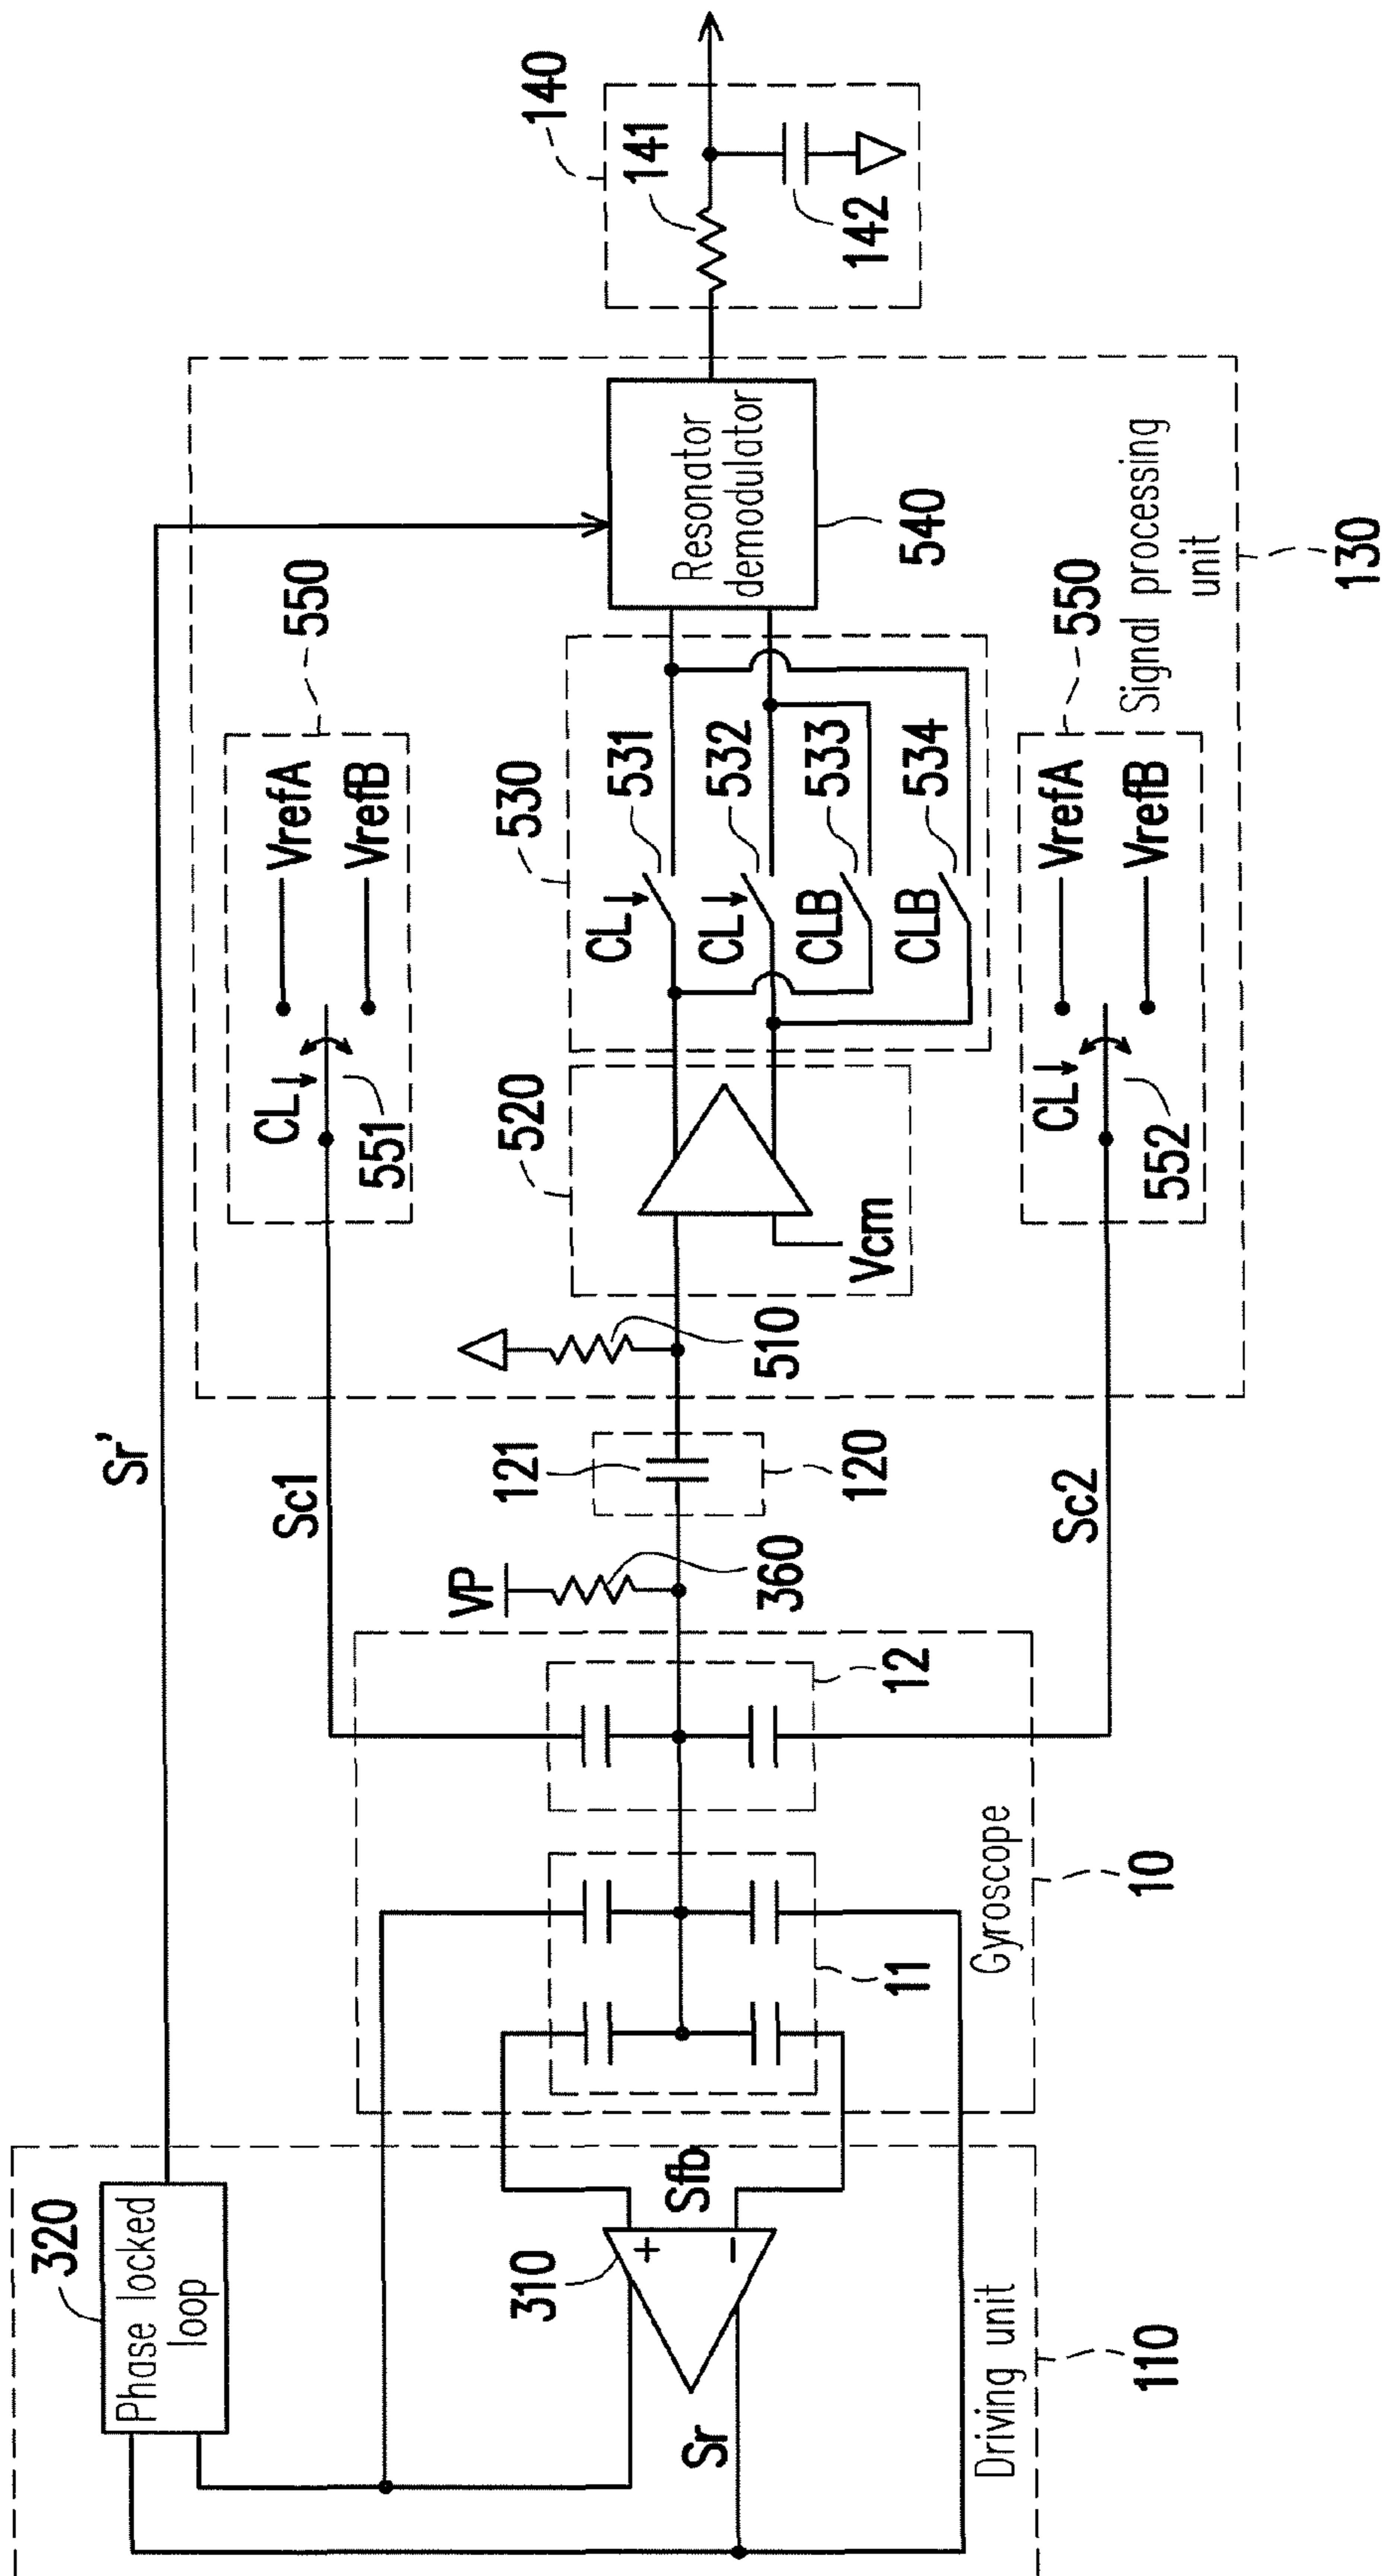 320
Phase locked
loop
310
+
−
Sfb
Sr
Driving unit
110
Sr'
Sc1
VP
360
12
11
Gyroscope
10
121
120
Sc2
510
550
VrefA
VrefB
CL
551
520
Vcm
530
CL
531
CL
532
CLB
533
CLB
534
Resonator
demodulator
540
550
VrefA
VrefB
CL
552
Signal processing
unit
130
140
141
142